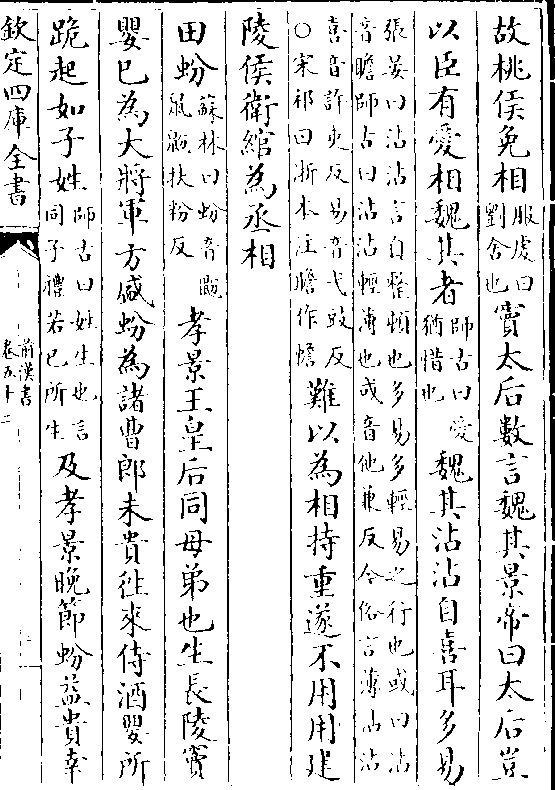 故桃侯免相服虔曰劉舍也竇太后數言魏其景帝曰太后豈
以臣有愛相魏其者師古曰愛猶惜也魏其沾沾自喜耳多易
張晏曰沾沾言自整頓也多易多輕易之行也或曰沾音瞻師古曰沾沾輕薄也或音他兼反今俗言薄沾沾
喜音許吏反易音弋豉反○宋祁曰浙本注瞻作幨難以為相持重遂不用用建
陵侯衛綰為丞相
田蚡蘇林曰蚡音鼢鼠鼢扶粉反孝景王皇后同母弟也生長陵竇
嬰已為大將軍方盛蚡為諸曹郎未貴往來侍酒嬰所
跪起如子姓師古曰姓生也言同子禮若己所生及孝景晚節蚡益貴幸
欽定四庫全書
前漢書
卷五十二